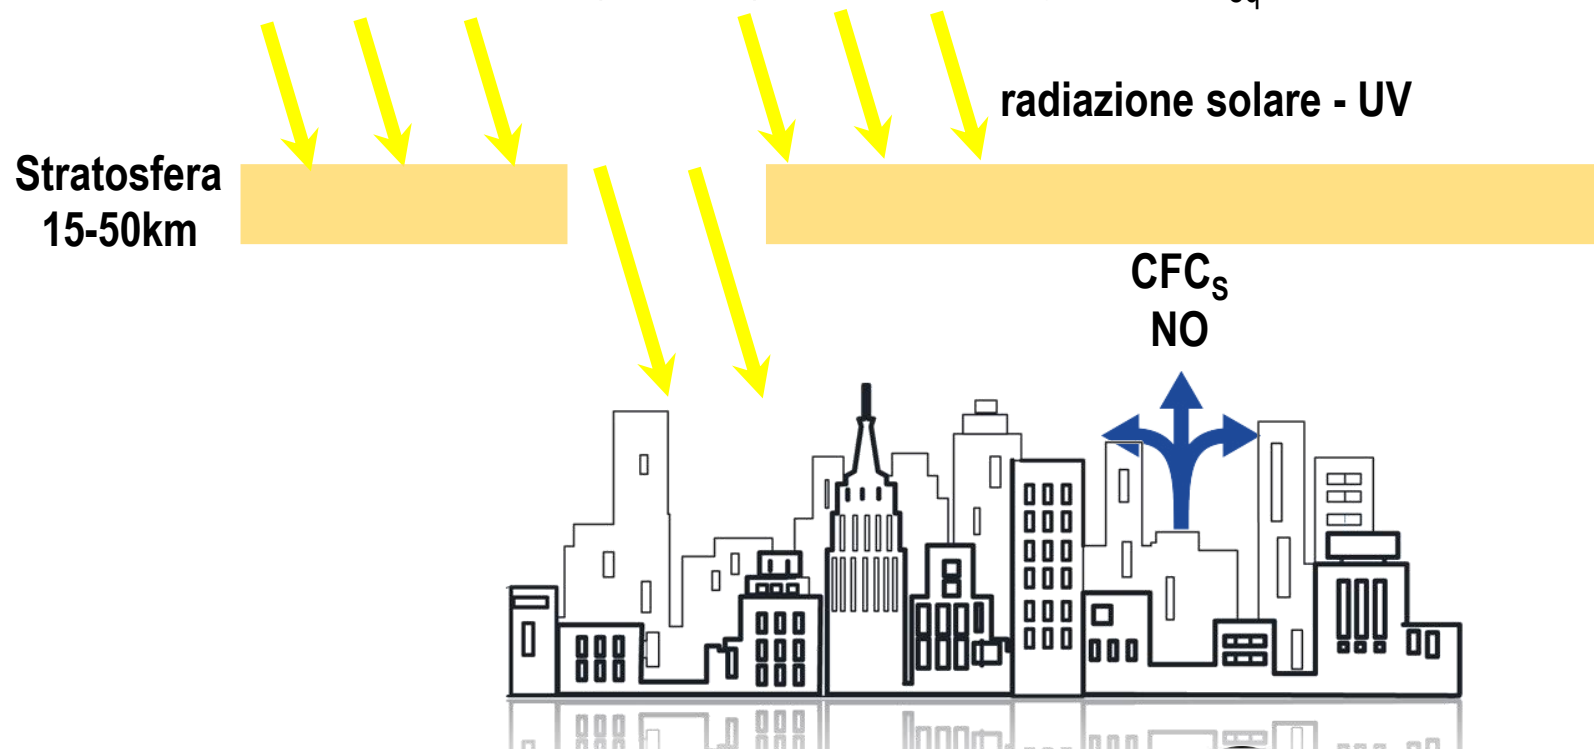 radiazione solare - UV
Stratosfera
15-50km
CFCs
NO